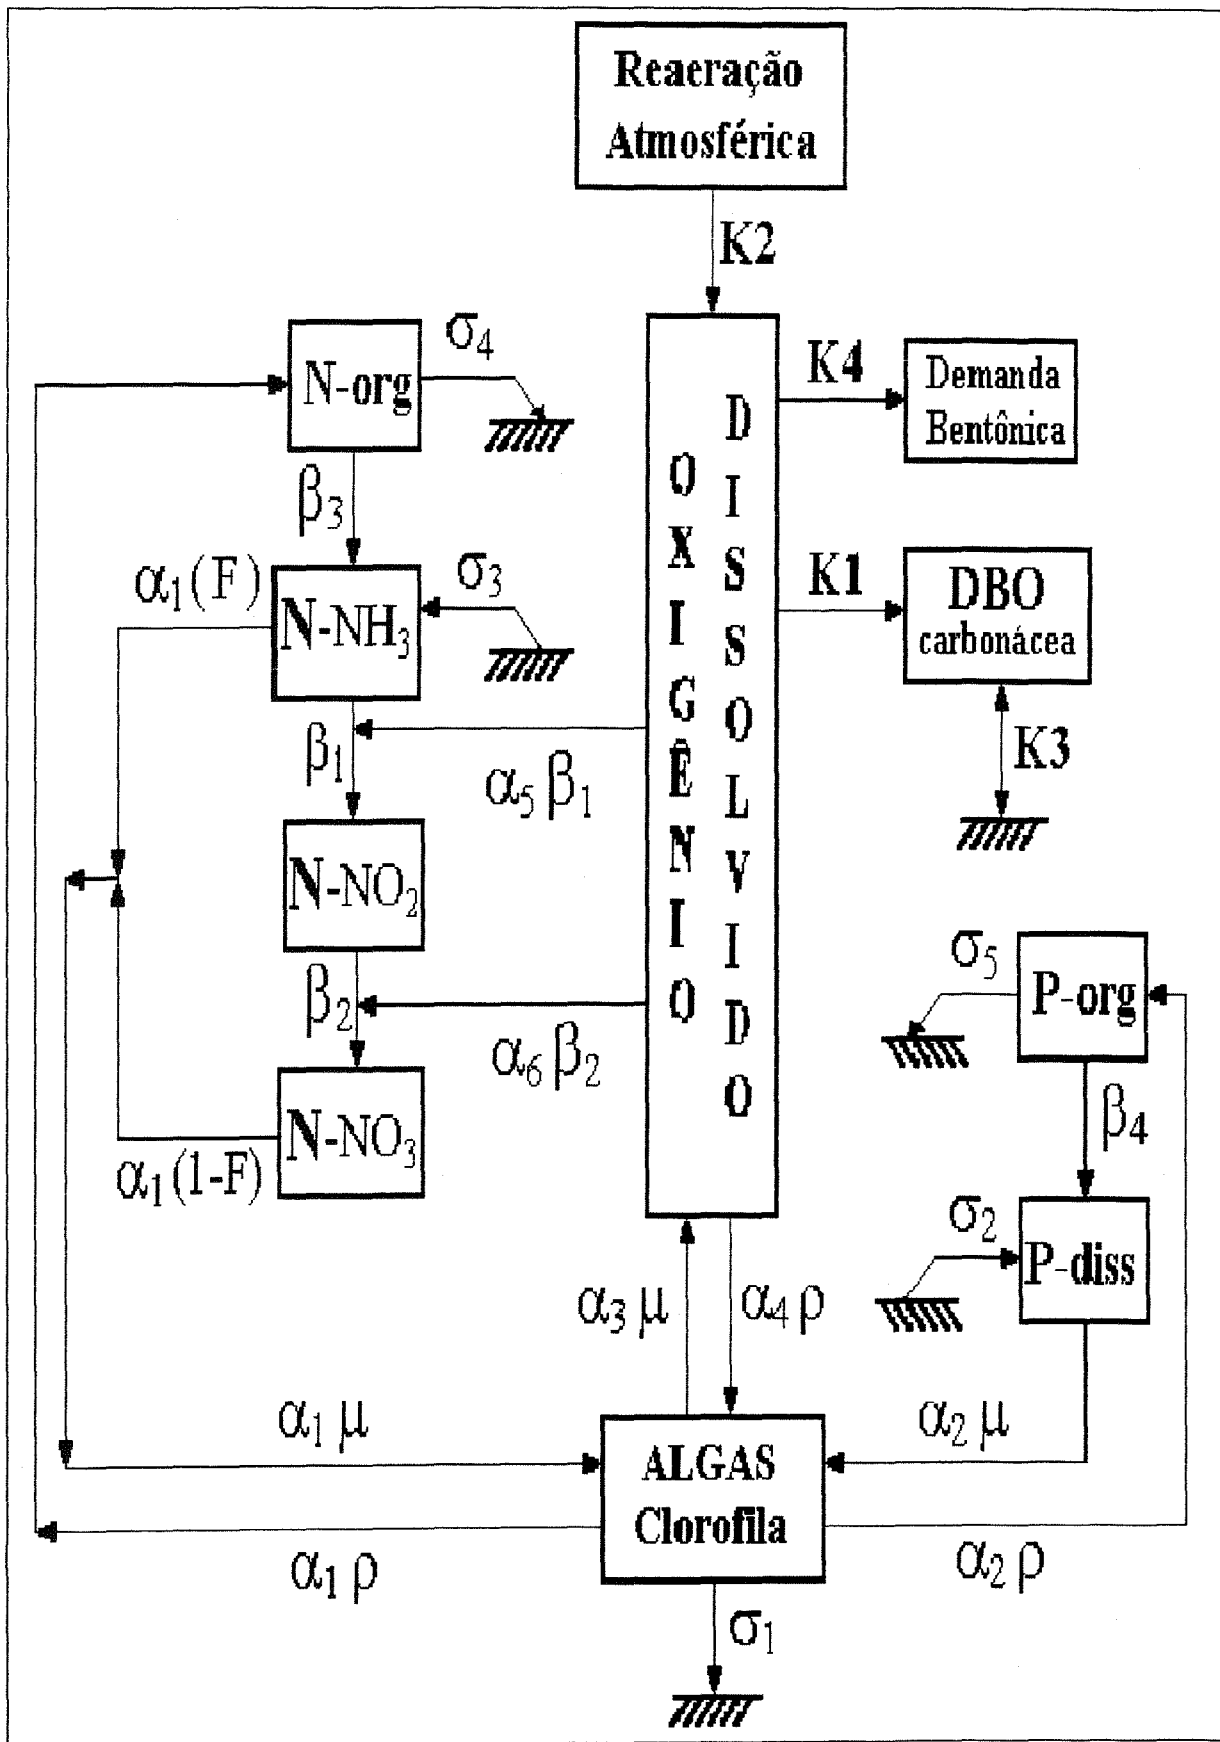 Reaeração
Atmosférica
K2
σ4
N-org
K4
Demanda
Bentônica
OXIGÊNIO
DISSOLVIDO
β3
α1(F)
σ3
N-NH3
K1
DBO
carbonácea
β1
α5 β1
K3
N-NO2
σ5
P-org
β2
α6 β2
β4
N-NO3
α1(1-F)
σ2
P-diss
α3 μ
α4 ρ
α1 μ
α2 μ
ALGAS
Clorofila
α1 ρ
α2 ρ
σ1